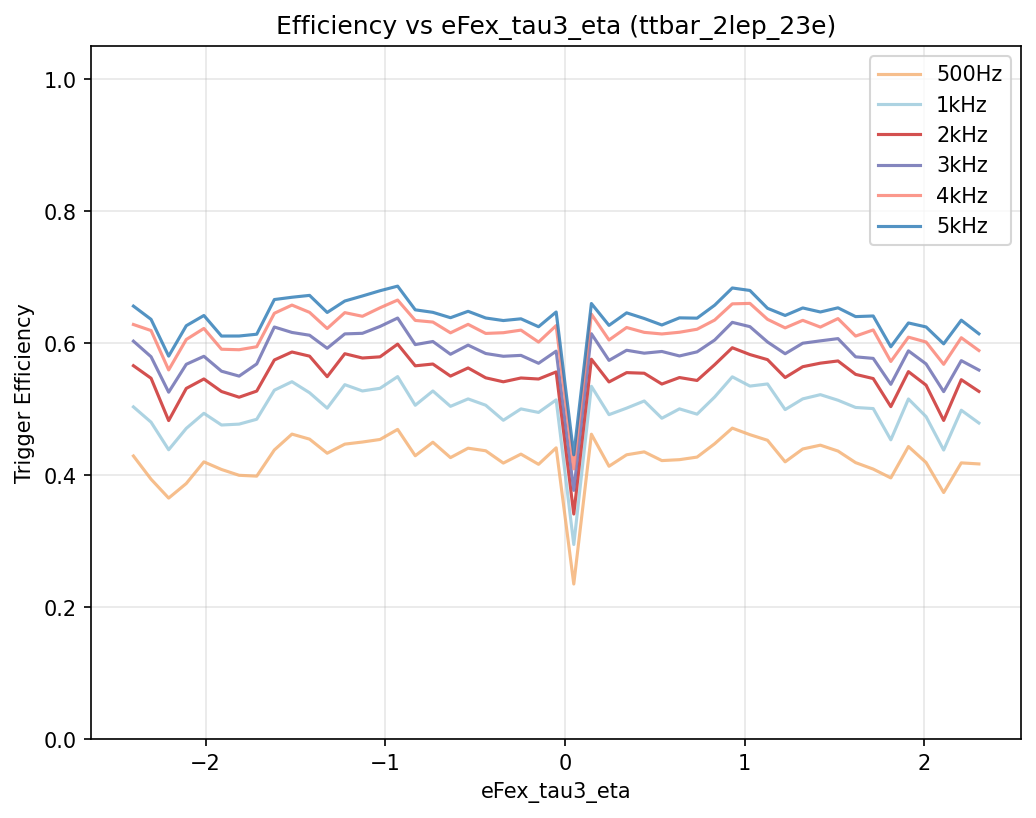 Efficiency vs eFex_tau3_eta (ttbar_2lep_23e)
Trigger Efficiency
1.0
0.8
0.6
0.4
0.2
0.0
500Hz
1kHz
2kHz
3kHz
4kHz
5kHz
−2
−1
0
1
2
eFex_tau3_eta